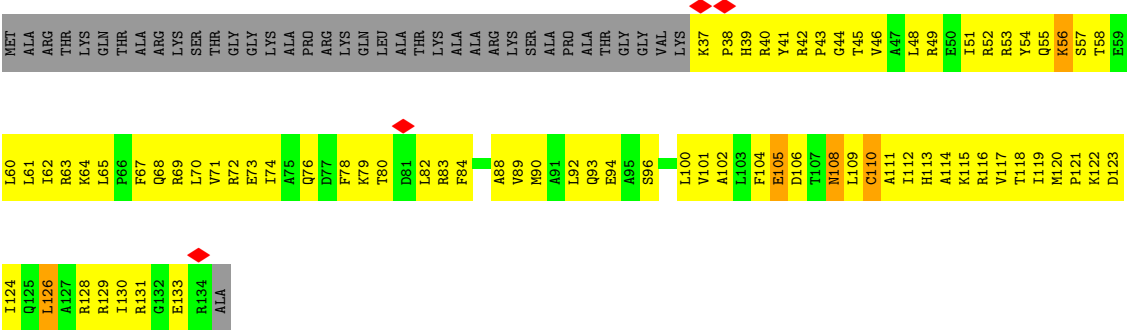 MET ALA ARG THR LYS GLN THR ALA ARG LYS SER THR GLY GLY LYS ALA PRO ARG LYS GLN LEU ALA THR LYS ALA ALA ARG LYS SER ALA PRO ALA THR GLY GLY VAL LYS K37 P38 H39 R40 Y41 R42 P43 G44 T45 V46 A47 L48 R49 E50 I51 R52 R53 Y54 Q55 K56 S57 T58 E59
L60 L61 I62 R63 K64 L65 P66 F67 Q68 R69 L70 V71 R72 E73 I74 A75 Q76 D77 F78 K79 T80 D81 L82 R83 F84 A88 V89 M90 A91 L92 Q93 E94 A95 S96 L100 V101 A102 L103 F104 E105 D106 T107 N108 L109 C110 A111 I112 H113 A114 K115 R116 V117 T118 I119 M120 P121 K122 D123
I124 Q125 L126 A127 R128 R129 I130 R131 G132 E133 R134 ALA